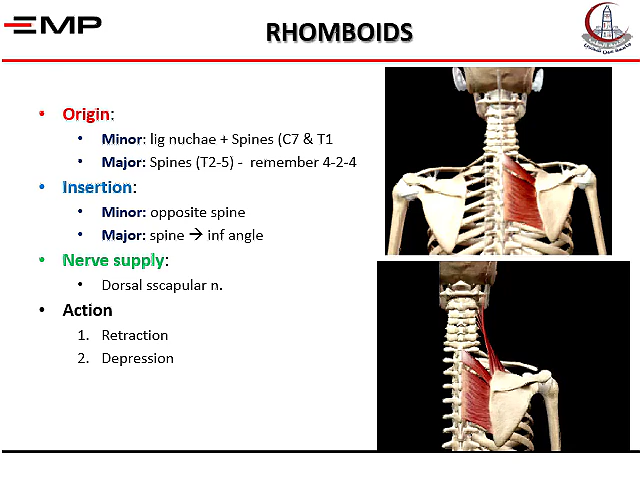 EMP
RHOMBOIDS
• Origin:
• Minor: lig nuchae + Spines (C7 & T1
• Major: Spines (T2-5) - remember 4-2-4
• Insertion:
• Minor: opposite spine
• Major: spine → inf angle
• Nerve supply:
• Dorsal sscapular n.
• Action
1. Retraction
2. Depression